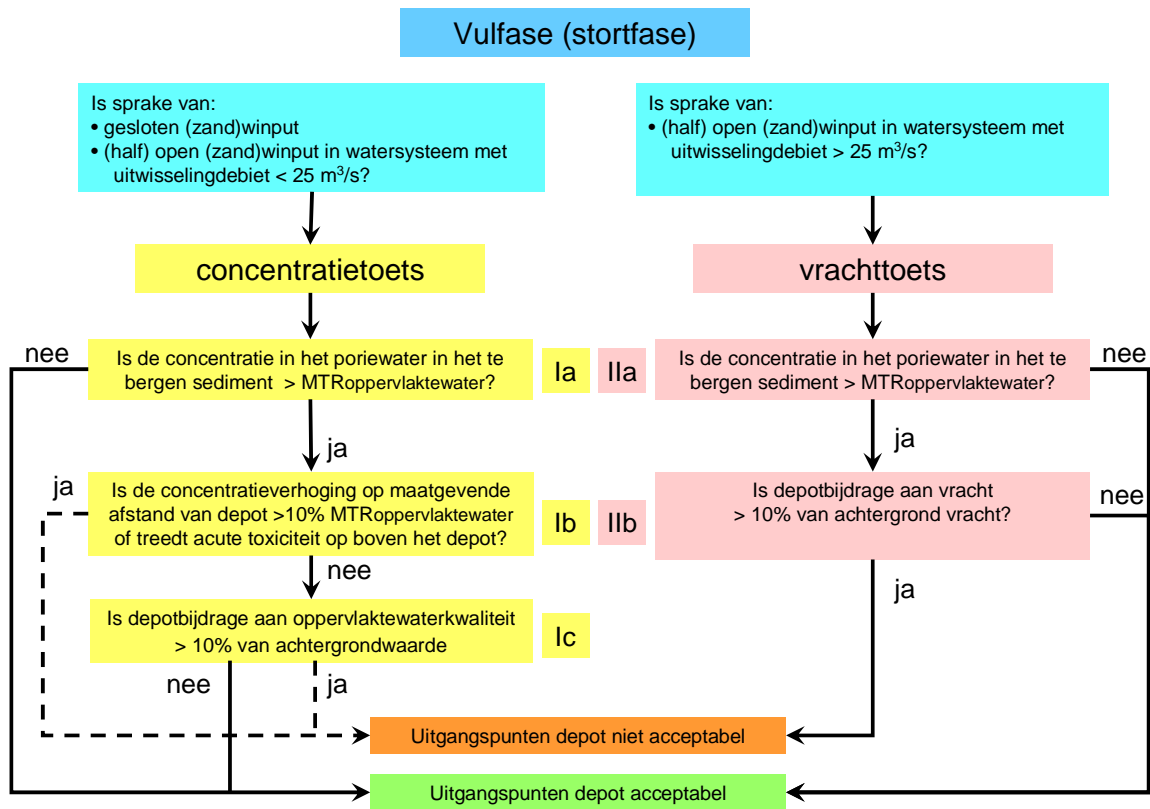 Vulfase (stortfase)
Is sprake van:
• gesloten (zand)winput
• (half) open (zand)winput in watersysteem met
uitwisselingdebiet < 25 m³/s?
Is sprake van:
• (half) open (zand)winput in watersysteem met
uitwisselingdebiet > 25 m³/s?
concentratietoets
vrachttoets
nee
Is de concentratie in het poriewater in het te
bergen sediment > MTRoppervlaktewater?
Ia
IIa
Is de concentratie in het poriewater in het te
bergen sediment > MTRoppervlaktewater?
nee
ja
ja
ja
Is de concentratieverhoging op maatgevende
afstand van depot >10% MTRoppervlaktewater
of treedt acute toxiciteit op boven het depot?
Ib
IIb
Is depotbijdrage aan vracht
> 10% van achtergrond vracht?
nee
nee
ja
Is depotbijdrage aan oppervlaktewaterkwaliteit
> 10% van achtergrondwaarde
Ic
nee
ja
Uitgangspunten depot niet acceptabel
Uitgangspunten depot acceptabel